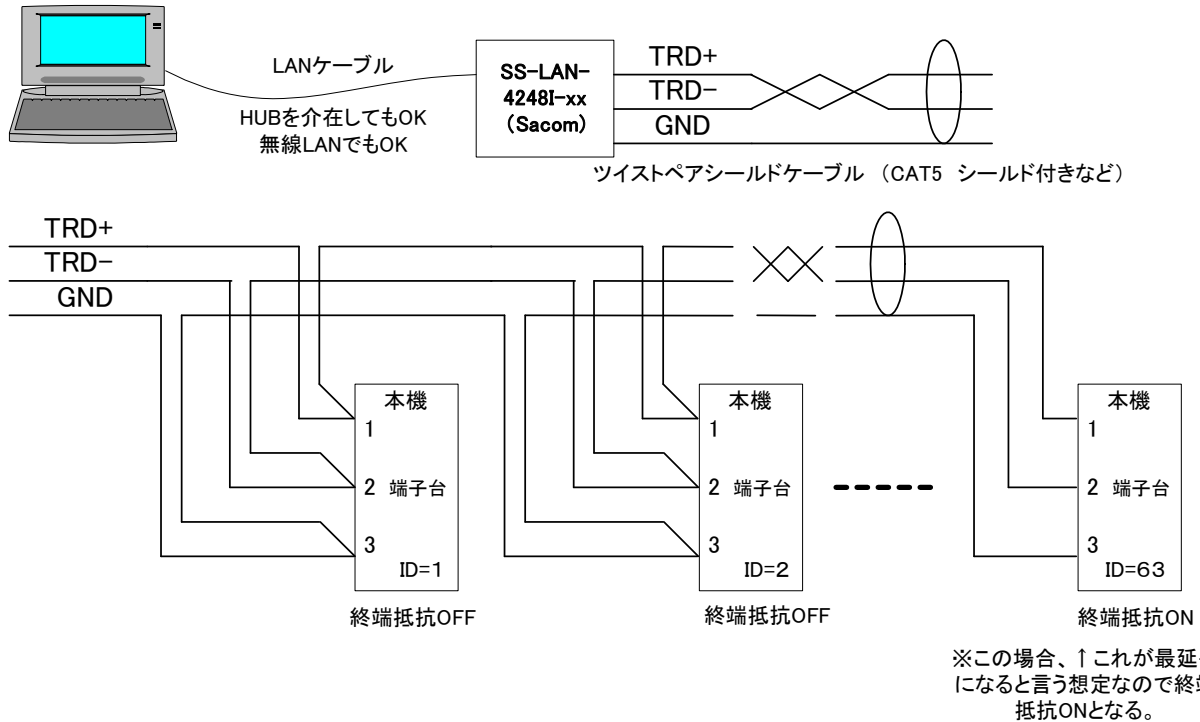 LANケーブル
HUBを介在してもOK
無線LANでもOK
SS-LAN-
4248I-xx
(Sacom)
TRD+
TRD-
GND
ツイストペアシールドケーブル （CAT5 シールド付きなど）
TRD+
TRD-
GND
本機
1
2 端子台
3
ID=1
終端抵抗OFF
本機
1
2 端子台
3
ID=2
終端抵抗OFF
本機
1
2 端子台
3
ID=63
終端抵抗ON
※この場合、↑これが最延
になると言う想定なので終
抵抗ONとなる。